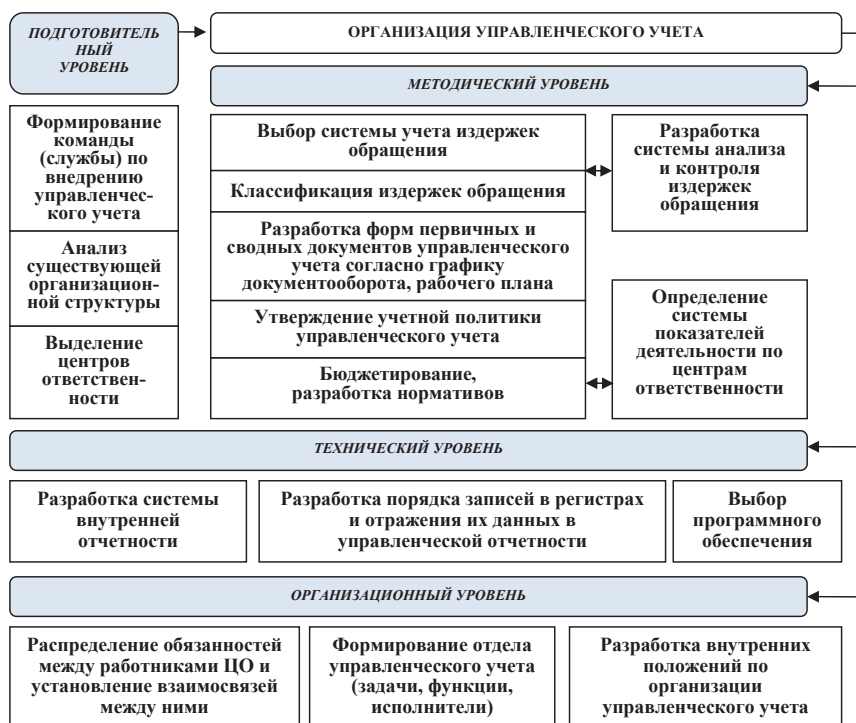 ПОДГОТОВИТЕЛЬ
НЫЙ
УРОВЕНЬ
ОРГАНИЗАЦИЯ УПРАВЛЕНЧЕСКОГО УЧЕТА
МЕТОДИЧЕСКИЙ УРОВЕНЬ
Формирование
команды
(службы) по
внедрению
управленчес-
кого учета
Анализ
существующей
организацион-
ной структуры
Выделение
центров
ответствен-
ности
Выбор системы учета издержек
обращения
Классификация издержек обращения
Разработка форм первичных и
сводных документов управленческого
учета согласно графику
документооборота, рабочего плана
Утверждение учетной политики
управленческого учета
Бюджетирование,
разработка нормативов
Разработка
системы анализа
и контроля
издержек
обращения
Определение
системы
показателей
деятельности по
центрам
ответственности
ТЕХНИЧЕСКИЙ УРОВЕНЬ
Разработка системы
внутренней
отчетности
Разработка порядка записей в регистрах
и отражения их данных в
управленческой отчетности
Выбор
программного
обеспечения
ОРГАНИЗАЦИОННЫЙ УРОВЕНЬ
Распределение обязанностей
между работниками ЦО и
установление взаимосвязей
между ними
Формирование отдела
управленческого учета
(задачи, функции,
исполнители)
Разработка внутренних
положений по
организации
управленческого учета